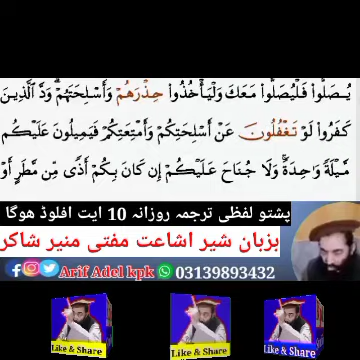 يُصَلُّوا فَلْيُصَلُّوا مَعَكَ وَلْيَأْخُذُوا حِذْرَهُمْ وَأَسْلِحَتَهُمْ ۗ وَدَّ الَّذِينَ
كَفَرُوا لَوْ تَغْفُلُونَ عَنْ أَسْلِحَتِكُمْ وَأَمْتِعَتِكُمْ فَيَمِيلُونَ عَلَيْكُمْ
مَّيْلَةً وَاحِدَةً ۚ وَلَا جُنَاحَ عَلَيْكُمْ إِن كَانَ بِكُمْ أَذًى مِّن مَّطَرٍ أَوْ
پشتو لفظی ترجمہ روزانہ 10 ایت افلوڈ ھوگا
بزبان شیر اشاعت مفتی منیر شاکر
Arif Adel kpk 03139893432
Like & Share Like & Share Like & Share